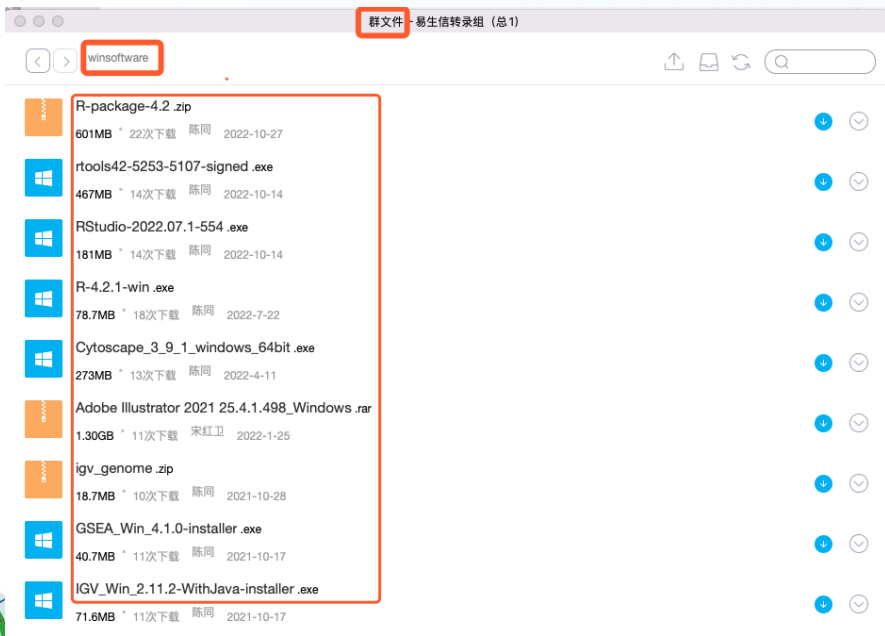 群文件 - 易生信转录组（总1）
winsoftware
R-package-4.2 .zip
601MB 22次下载 陈同 2022-10-27
rtools42-5253-5107-signed .exe
467MB 14次下载 陈同 2022-10-14
RStudio-2022.07.1-554 .exe
181MB 14次下载 陈同 2022-10-14
R-4.2.1-win .exe
78.7MB 18次下载 陈同 2022-7-22
Cytoscape_3_9_1_windows_64bit .exe
273MB 13次下载 陈同 2022-4-11
Adobe Illustrator 2021 25.4.1.498_Windows .rar
1.30GB 11次下载 宋红卫 2022-1-25
igv_genome .zip
18.7MB 10次下载 陈同 2021-10-28
GSEA_Win_4.1.0-installer .exe
40.7MB 11次下载 陈同 2021-10-17
IGV_Win_2.11.2-WithJava-installer .exe
71.6MB 11次下载 陈同 2021-10-17